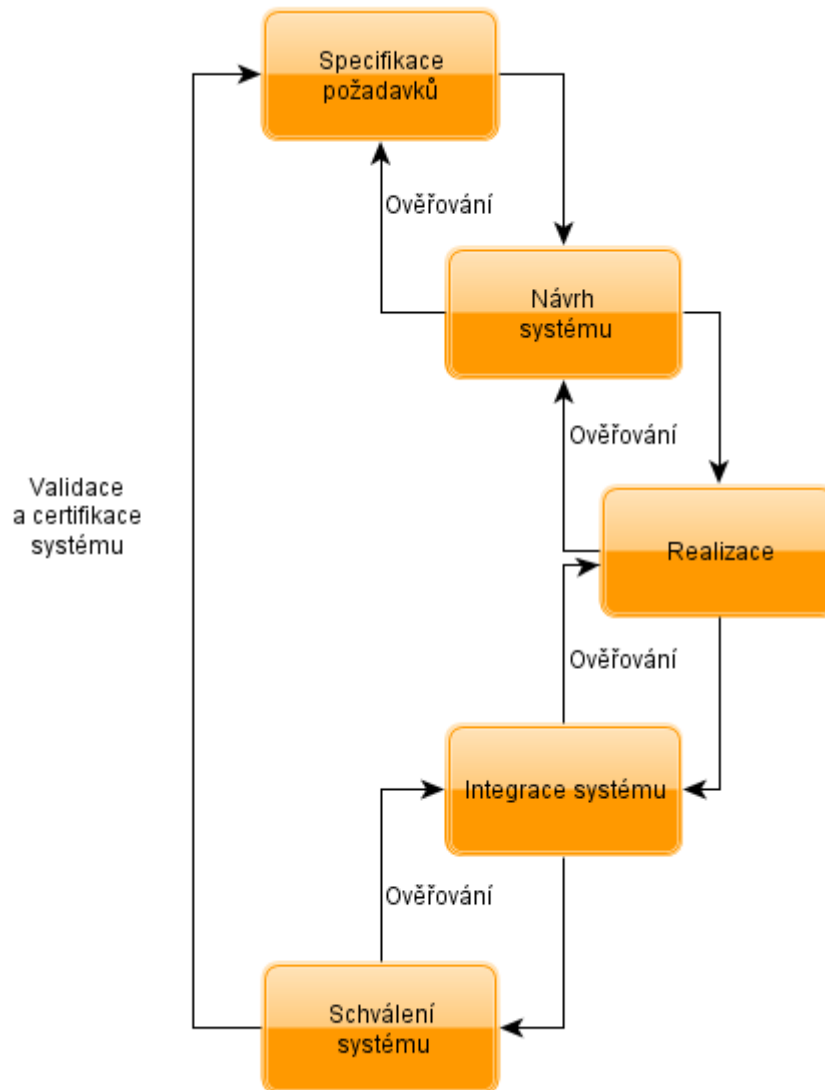 Specifikace
požadavků
Ověřování
Návrh
systému
Ověřování
Validace
a certifikace
systému
Realizace
Ověřování
Integrace systému
Ověřování
Schválení
systému